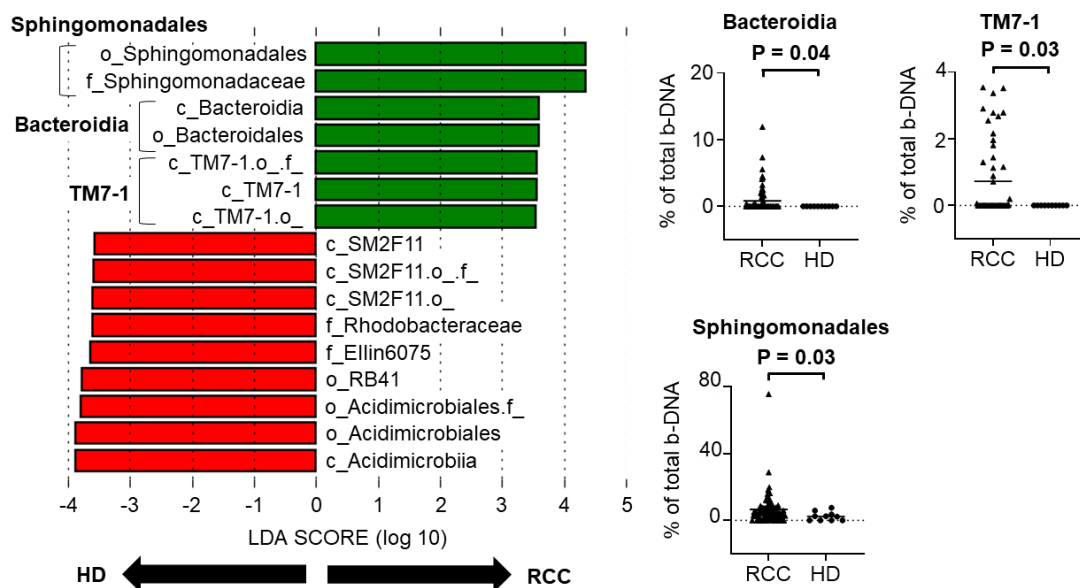 Sphingomonadales
o_Sphingomonadales
f_Sphingomonadaceae
c_Bacteroidia
Bacteroidia
o_Bacteroidales
c_TM7-1.o_.f_
TM7-1
c_TM7-1
c_TM7-1.o_
c_SM2F11
c_SM2F11.o_.f_
c_SM2F11.o_
f_Rhodobacteraceae
f_Ellin6075
o_RB41
o_Acidimicrobiales.f_
o_Acidimicrobiales
c_Acidimicrobiia
-4 -3 -2 -1 0 1 2 3 4 5
LDA SCORE (log 10)
HD RCC
Bacteroidia
P = 0.04
% of total b-DNA
20
10
0
RCC HD
TM7-1
P = 0.03
% of total b-DNA
4
2
0
RCC HD
Sphingomonadales
P = 0.03
% of total b-DNA
80
40
0
RCC HD